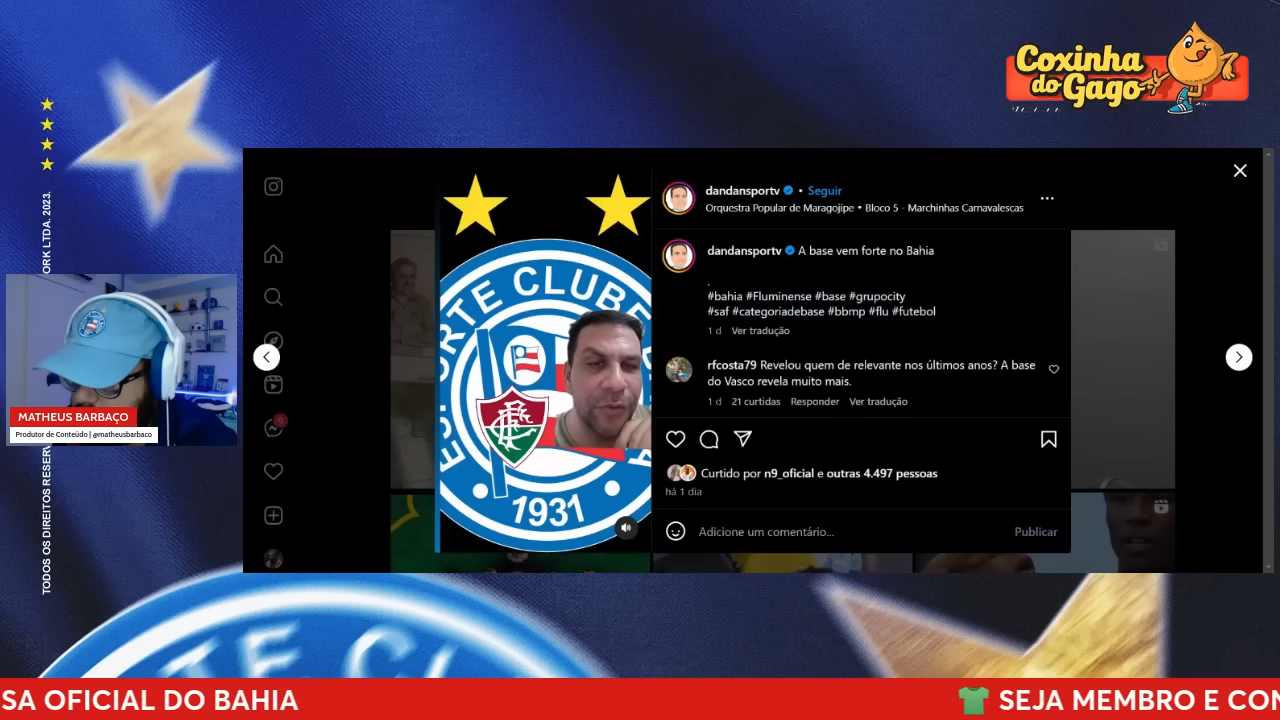 Coxinha
do Gago
TODOS OS DIREITOS RESERV
ORK LTDA. 2023.
MATHEUS BARBAÇO
Produtor de Conteúdo | @matheusbarbaco
ESPORTE CLUBE
1931
dandansportv • Seguir
Orquestra Popular de Maragojipe • Bloco 5 - Marchinhas Carnavalescas
dandansportv A base vem forte no Bahia
.
#bahia #Fluminense #base #grupocity
#saf #categoriadebase #bbmp #flu #futebol
1 d Ver tradução
rfcosta79 Revelou quem de relevante nos últimos anos? A base
do Vasco revela muito mais.
1 d 21 curtidas Responder Ver tradução
Curtido por n9_oficial e outras 4.497 pessoas
há 1 dia
Adicione um comentário...
Publicar
SA OFICIAL DO BAHIA
SEJA MEMBRO E CON